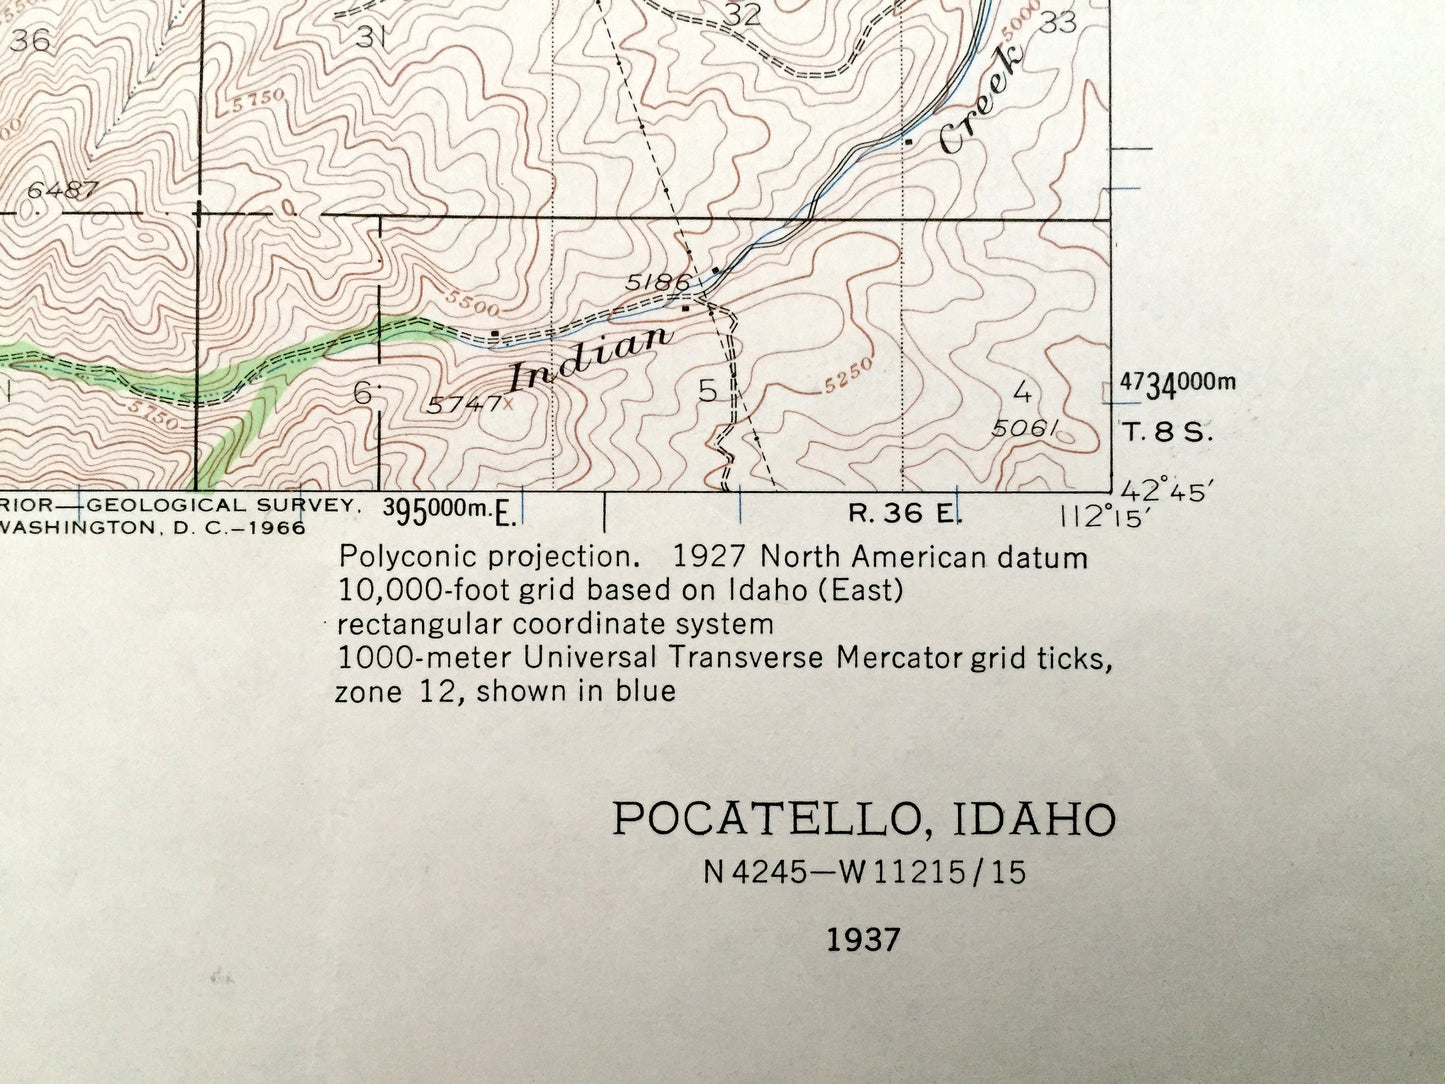 36
31
32
33
5000
5750
Creek
6487
5186
5500
Indian
6
5747x
5
5250
4
5061
5750
4734000m
T. 8 S.
42°45′
112°15′
RIOR—GEOLOGICAL SURVEY,
WASHINGTON, D. C.–1966
395000m.E.
R. 36 E.
Polyconic projection. 1927 North American datum
10,000-foot grid based on Idaho (East)
rectangular coordinate system
1000-meter Universal Transverse Mercator grid ticks,
zone 12, shown in blue
POCATELLO, IDAHO
N 4245—W 11215/15
1937